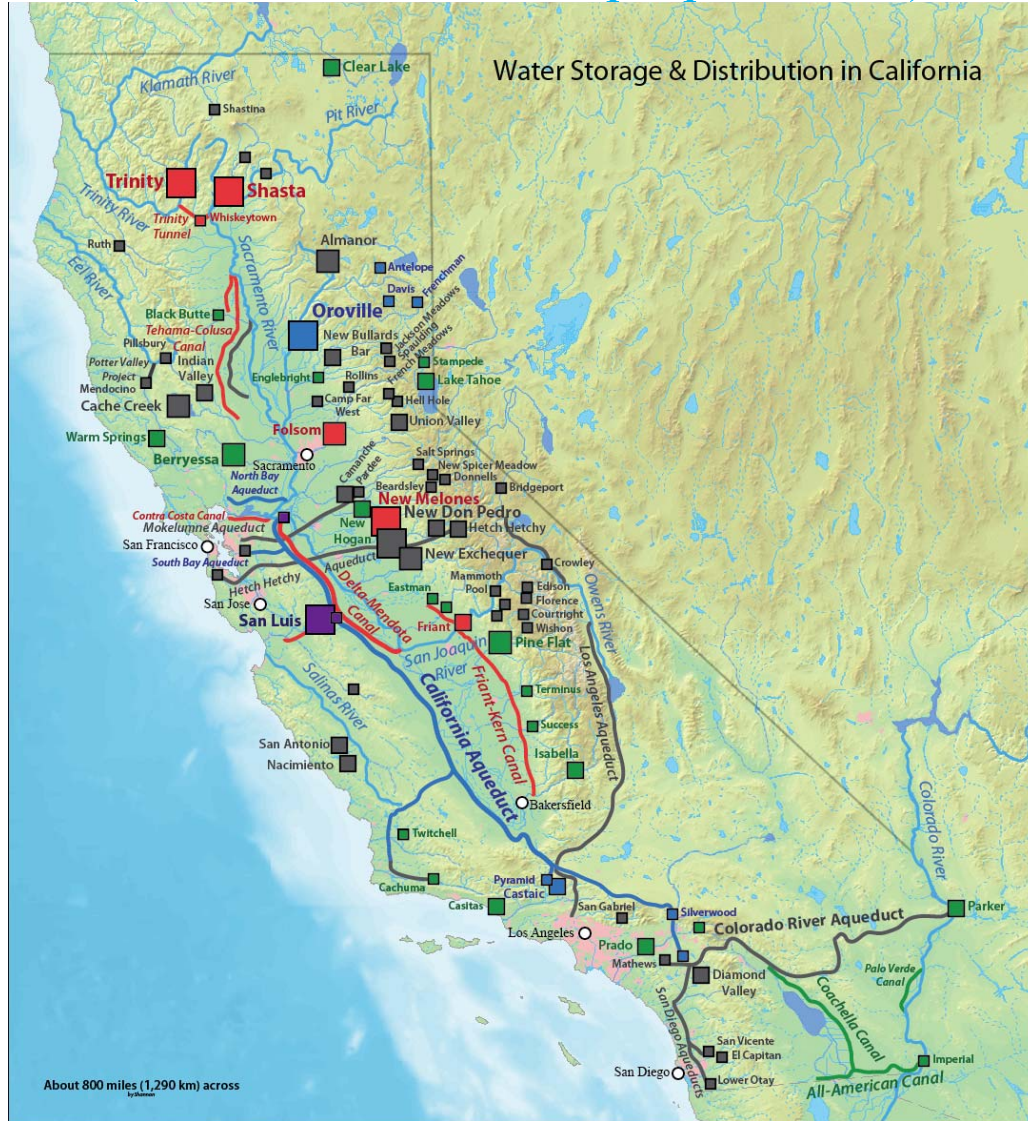 Water Storage & Distribution in California
Clear Lake
Klamath River
Shastina
Pit River
Trinity
Shasta
Trinity River
Trinity
Tunnel
Whiskeytown
Ruth
Eel River
Sacramento River
Almanor
Antelope
Davis
Frenchman
Black Butte
Tehama-Colusa
Canal
Oroville
New Bullards
Bar
Jackson Meadows
Spaulding
French Meadows
Stampede
Lake Tahoe
Pillsbury
Potter Valley
Project
Mendocino
Indian
Valley
Cache Creek
Englebright
Rollins
Camp Far
West
Hell Hole
Union Valley
Folsom
Warm Springs
Berryessa
Sacramento
Salt Springs
New Spicer Meadow
Donnells
Beardsley
Bridgeport
Camanche
Pardee
North Bay
Aqueduct
New Melones
New Don Pedro
New
Hogan
Hetch Hetchy
Contra Costa Canal
Mokelumne Aqueduct
San Francisco
South Bay Aqueduct
Hetch Hetchy
Aqueduct
New Exchequer
Crowley
San Jose
Delta-Mendota
Canal
Eastman
Mammoth
Pool
Edison
Florence
Courtright
Wishon
Owens River
San Luis
Friant
Pine Flat
San Joaquin
River
Salinas River
California Aqueduct
Friant-Kern Canal
Los Angeles Aqueduct
Terminus
Success
Isabella
San Antonio
Nacimiento
Bakersfield
Colorado River
Twitchell
Cachuma
Pyramid
Castaic
Casitas
San Gabriel
Silverwood
Parker
Los Angeles
Colorado River Aqueduct
Prado
Mathews
Diamond
Valley
Palo Verde
Canal
Coachella Canal
San Diego Aqueducts
San Vicente
El Capitan
San Diego
Lower Otay
Imperial
All-American Canal
About 800 miles (1,290 km) across
by Shannon